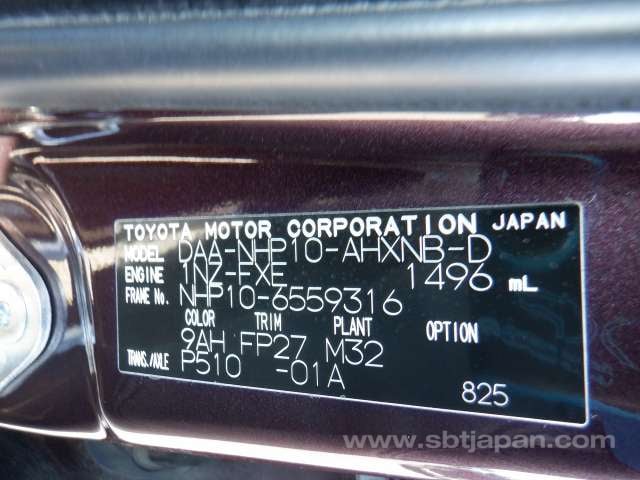 TOYOTA MOTOR CORPORATION JAPAN
MODEL DAA-NHP10-AHXNB-D
ENGINE 1NZ-FXE 1496 mL
FRAME No. NHP10-6559316
COLOR TRIM PLANT OPTION
9AH FP27 M32
TRANS./AXLE P510 -01A
825
www.sbtjapan.com